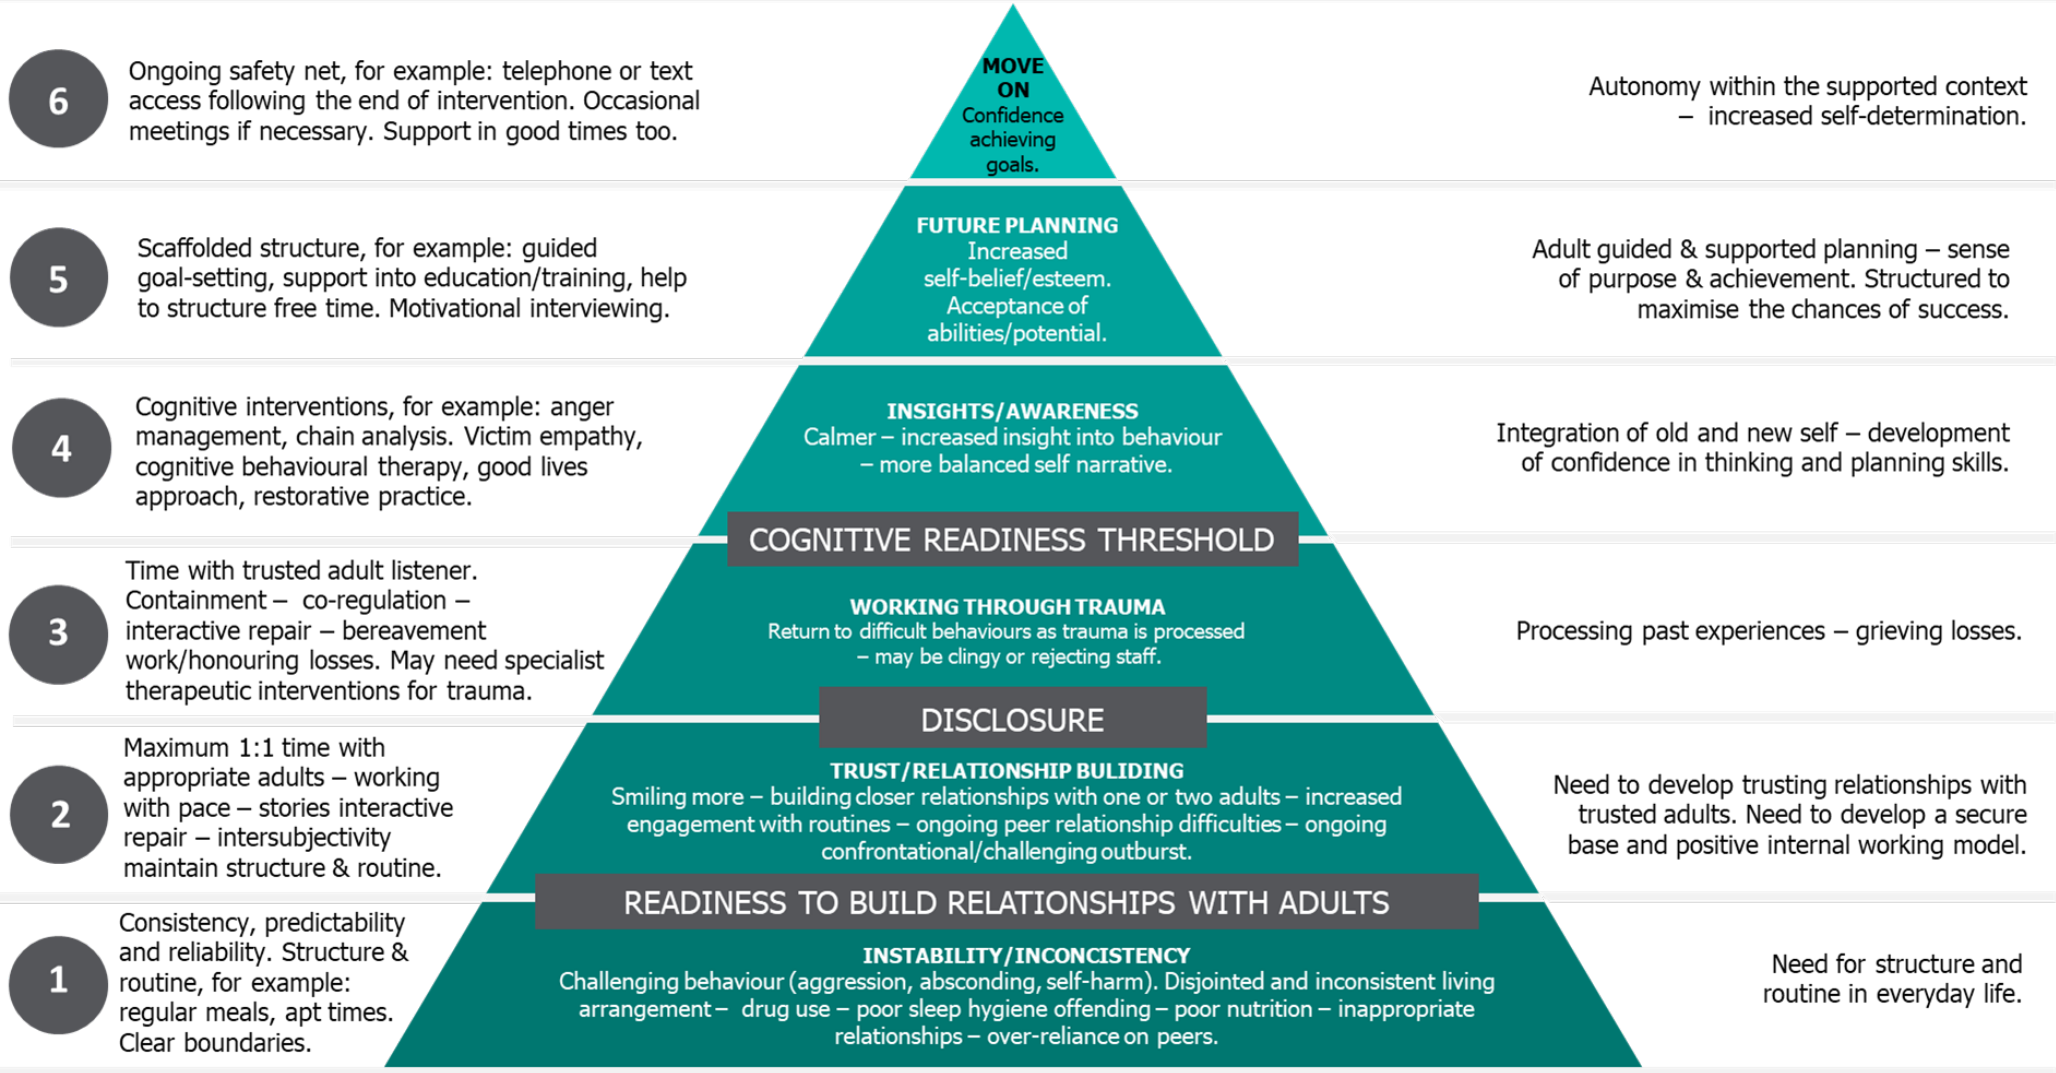 6
Ongoing safety net, for example: telephone or text
access following the end of intervention. Occasional
meetings if necessary. Support in good times too.
MOVE
ON
Confidence
achieving
goals.
Autonomy within the supported context
– increased self-determination.
5
Scaffolded structure, for example: guided
goal-setting, support into education/training, help
to structure free time. Motivational interviewing.
FUTURE PLANNING
Increased
self-belief/esteem.
Acceptance of
abilities/potential.
Adult guided & supported planning – sense
of purpose & achievement. Structured to
maximise the chances of success.
4
Cognitive interventions, for example: anger
management, chain analysis. Victim empathy,
cognitive behavioural therapy, good lives
approach, restorative practice.
INSIGHTS/AWARENESS
Calmer – increased insight into behaviour
– more balanced self narrative.
Integration of old and new self – development
of confidence in thinking and planning skills.
COGNITIVE READINESS THRESHOLD
3
Time with trusted adult listener.
Containment – co-regulation –
interactive repair – bereavement
work/honouring losses. May need specialist
therapeutic interventions for trauma.
WORKING THROUGH TRAUMA
Return to difficult behaviours as trauma is processed
– may be clingy or rejecting staff.
Processing past experiences – grieving losses.
DISCLOSURE
2
Maximum 1:1 time with
appropriate adults – working
with pace – stories interactive
repair – intersubjectivity
maintain structure & routine.
TRUST/RELATIONSHIP BULIDING
Smiling more – building closer relationships with one or two adults – increased
engagement with routines – ongoing peer relationship difficulties – ongoing
confrontational/challenging outburst.
Need to develop trusting relationships with
trusted adults. Need to develop a secure
base and positive internal working model.
READINESS TO BUILD RELATIONSHIPS WITH ADULTS
1
Consistency, predictability
and reliability. Structure &
routine, for example:
regular meals, apt times.
Clear boundaries.
INSTABILITY/INCONCISTENCY
Challenging behaviour (aggression, absconding, self-harm). Disjointed and inconsistent living
arrangement – drug use – poor sleep hygiene offending – poor nutrition – inappropriate
relationships – over-reliance on peers.
Need for structure and
routine in everyday life.